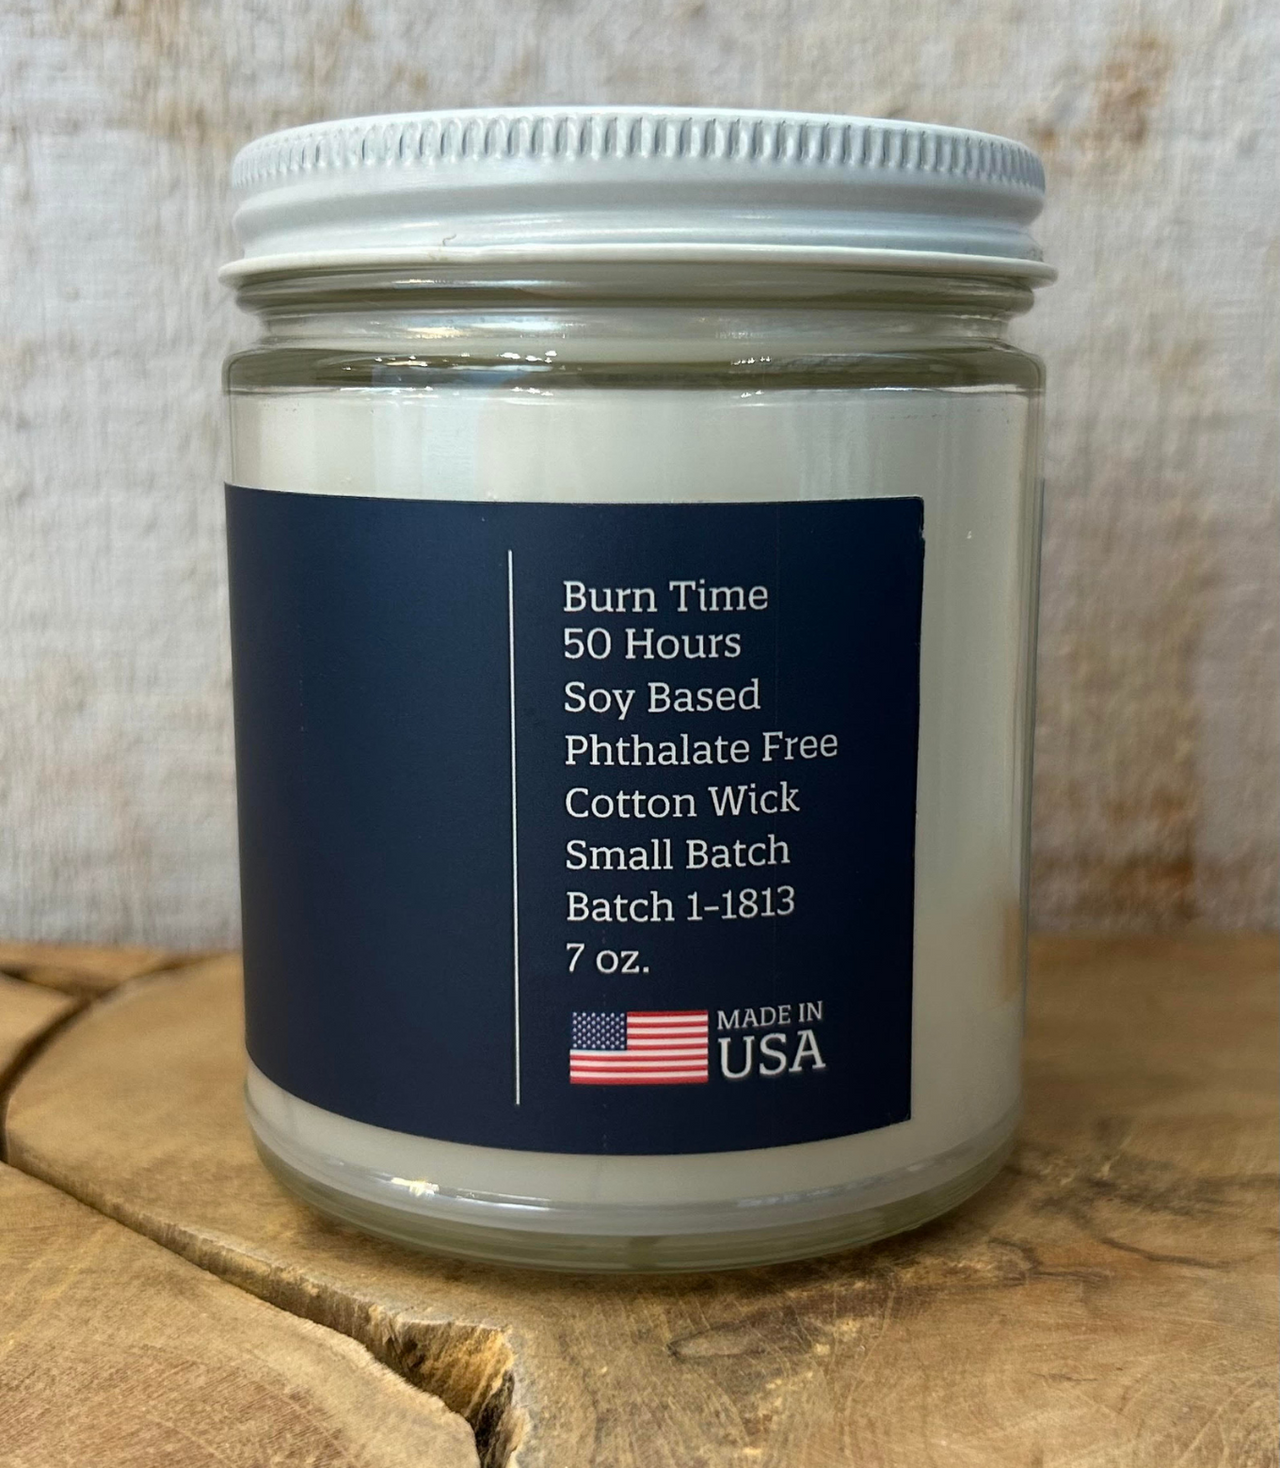 Burn Time
50 Hours
Soy Based
Phthalate Free
Cotton Wick
Small Batch
Batch 1-1813
7 oz.
MADE IN
USA